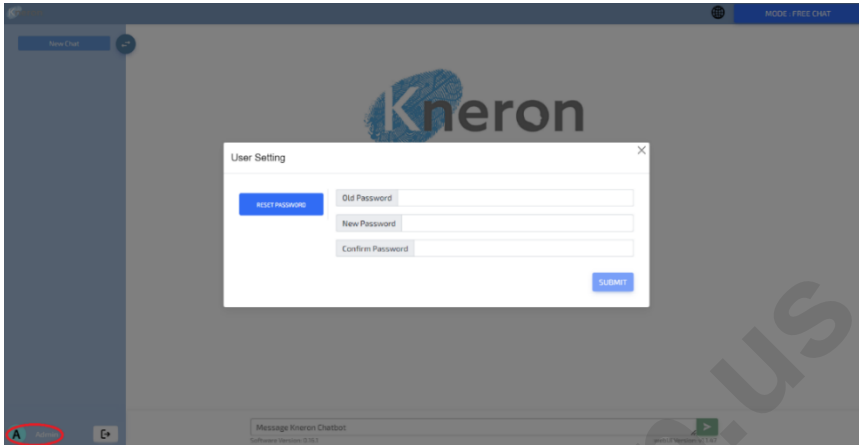 MODE : FREE CHAT
New Chat
Kneron
User Setting
RESET PASSWORD
Old Password
New Password
Confirm Password
SUBMIT
A
Message Kneron Chatbot
.us